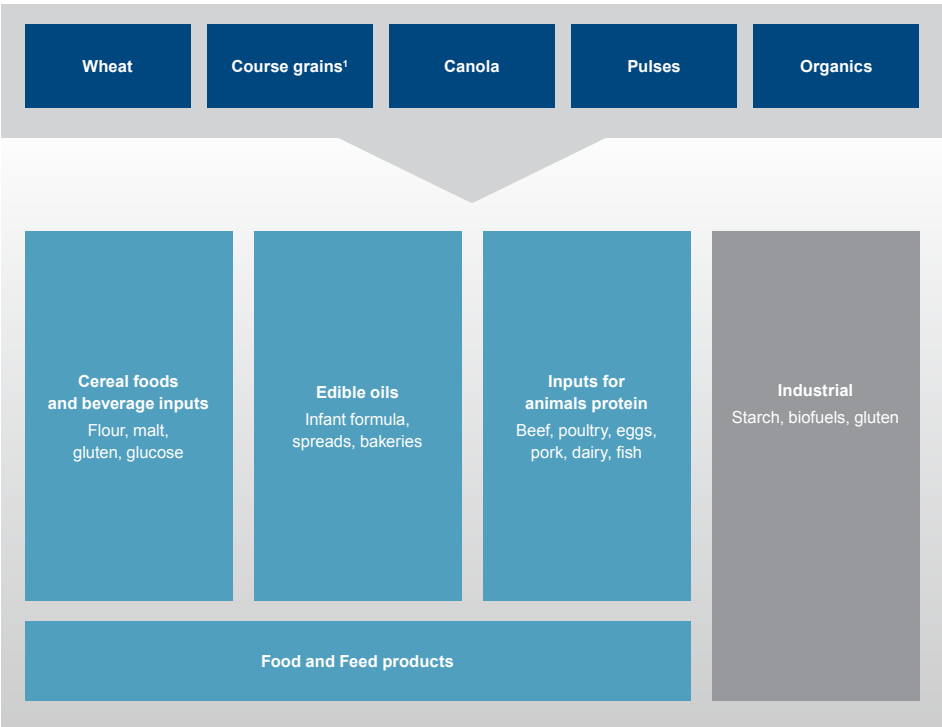 Wheat
Course grains¹
Canola
Pulses
Organics
Cereal foods
and beverage inputs
Flour, malt,
gluten, glucose
Edible oils
Infant formula,
spreads, bakeries
Inputs for
animals protein
Beef, poultry, eggs,
pork, dairy, fish
Industrial
Starch, biofuels, gluten
Food and Feed products